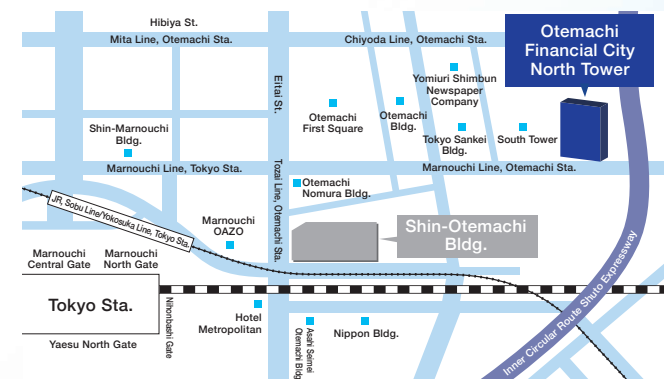 Hibiya St.
Mita Line, Otemachi Sta.
Chiyoda Line, Otemachi Sta.
Otemachi
Financial City
North Tower
Eitai St.
Yomiuri Shimbun
Newspaper
Company
Otemachi
First Square
Otemachi
Bldg.
Tokyo Sankei
Bldg.
South Tower
Shin-Marnouchi
Bldg.
Marnouchi Line, Tokyo Sta.
Marnouchi Line, Otemachi Sta.
Tozai Line, Otemachi Sta.
Otemachi
Nomura Bldg.
JR, Sobu Line/Yokosuka Line, Tokyo Sta.
Marnouchi
OAZO
Shin-Otemachi
Bldg.
Marnouchi
Central Gate
Marnouchi
North Gate
Inner Circular Route Shuto Expressway
Tokyo Sta.
Nihonbashi Gate
Hotel
Metropolitan
Asahi Seimei
Otemachi Bldg
Nippon Bldg.
Yaesu North Gate